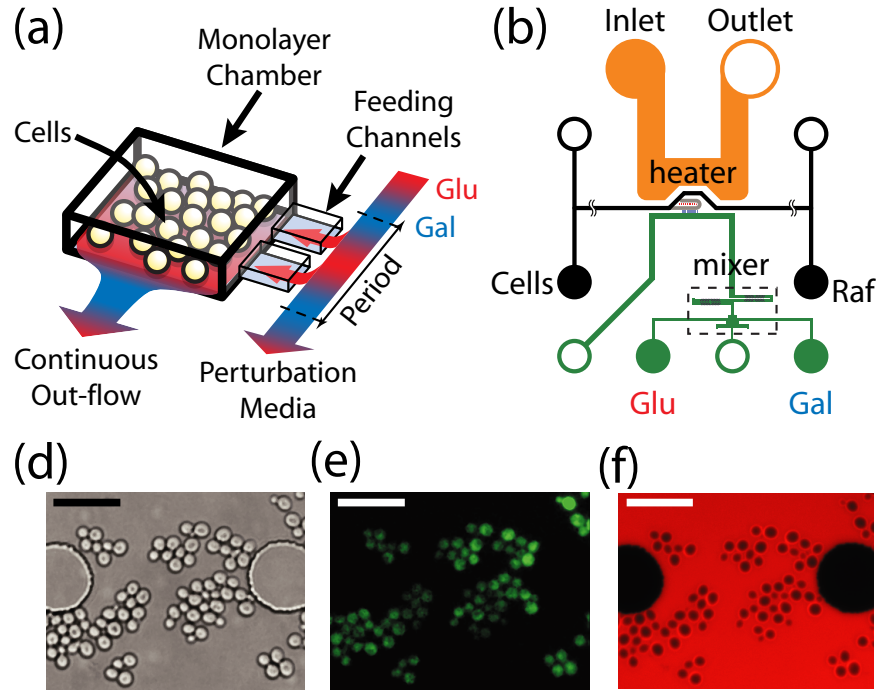 (a)
Monolayer
Chamber
Cells
Feeding
Channels
Glu
Gal
Period
Continuous
Out-flow
Perturbation
Media
(b)
Inlet
Outlet
heater
mixer
Cells
Raf
Glu
Gal
(d)
(e)
(f)